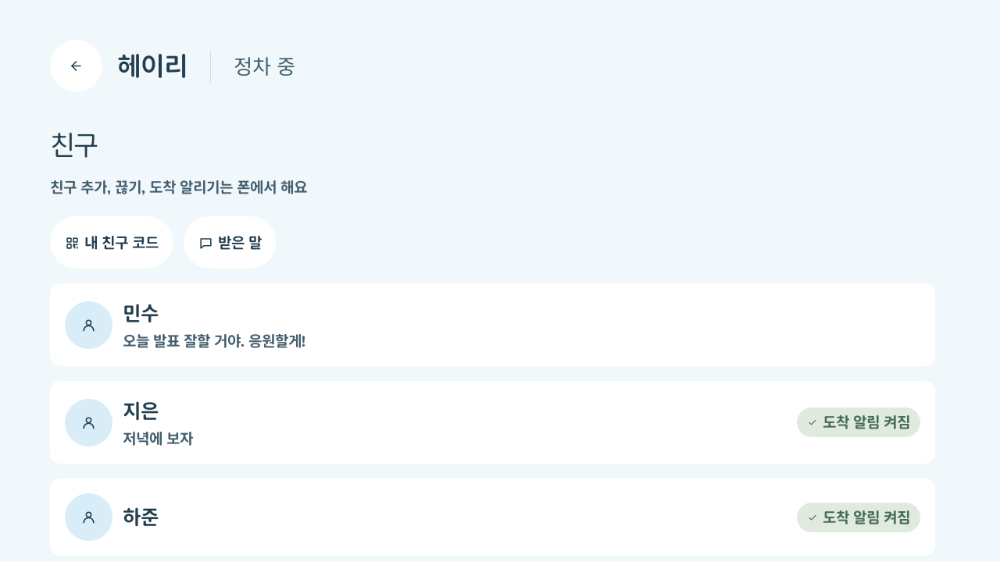 헤이리
정차 중
친구
친구 추가, 끊기, 도착 알리기는 폰에서 해요
내 친구 코드
받은 말
민수
오늘 발표 잘할 거야. 응원할게!
지은
저녁에 보자
도착 알림 켜짐
하준
도착 알림 켜짐